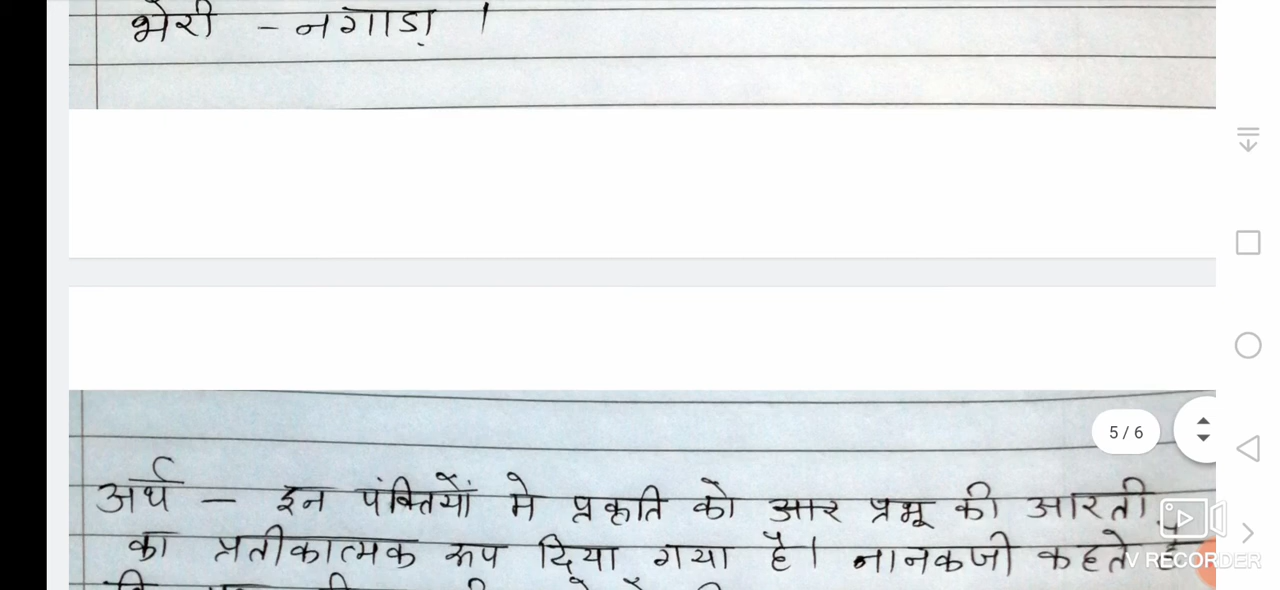 भेरी - नगाडा़ ।
5 / 6
अर्थ - इन पंक्तियों मे प्रकृति को आर प्रभू की आरती
का प्रतीकात्मक रूप दिया गया है। नानकजी कहते
V RECORDER